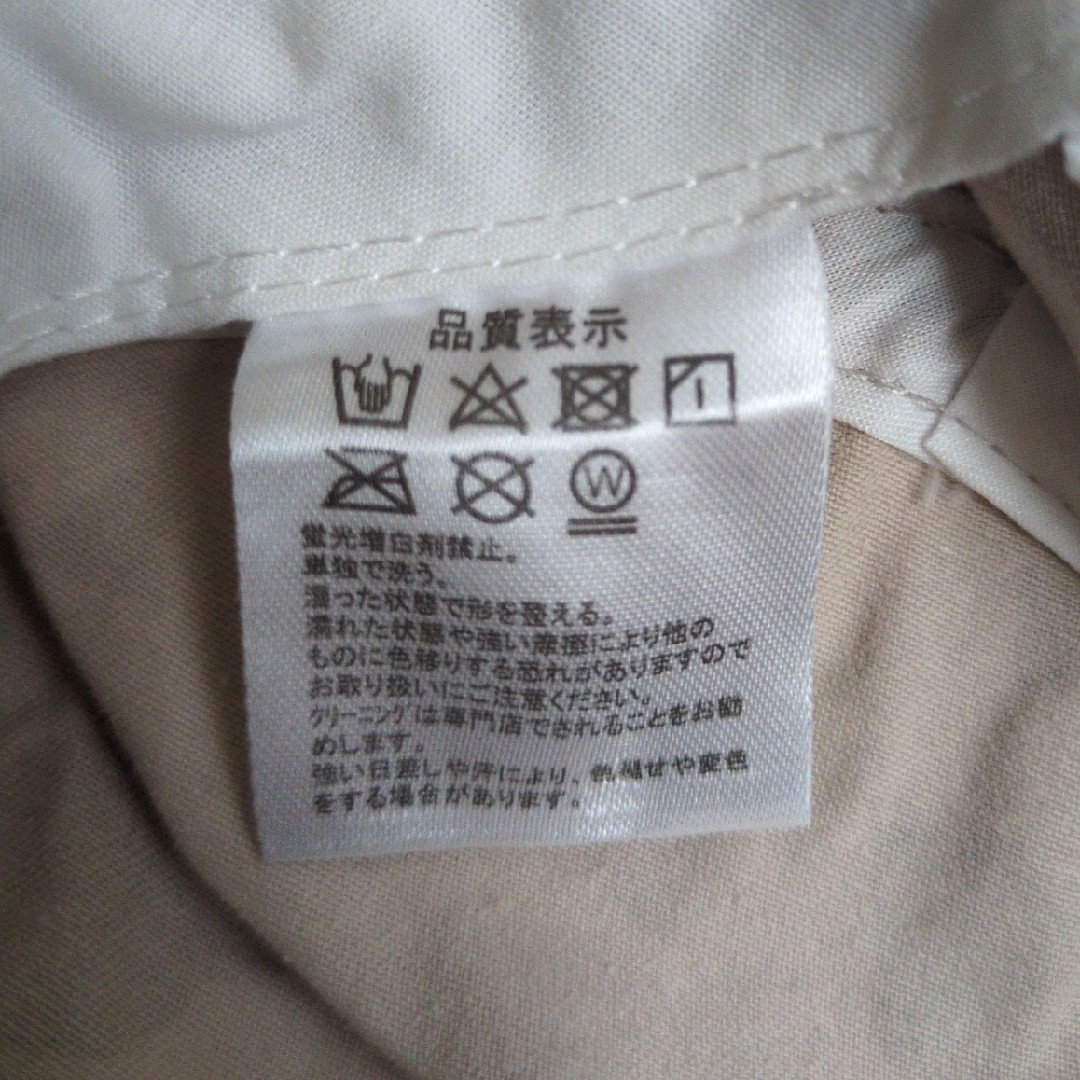 品質表示
W
蛍光増白剤禁止。
単独で洗う。
湿った状態で形を整える。
濡れた状態や強い摩擦により他の
ものに色移りする恐れがありますので
お取り扱いにご注意ください。
クリーニングは専門店でされることをお勧
めします。
強い日差しや汗により、色褪せや変色
をする場合があります。